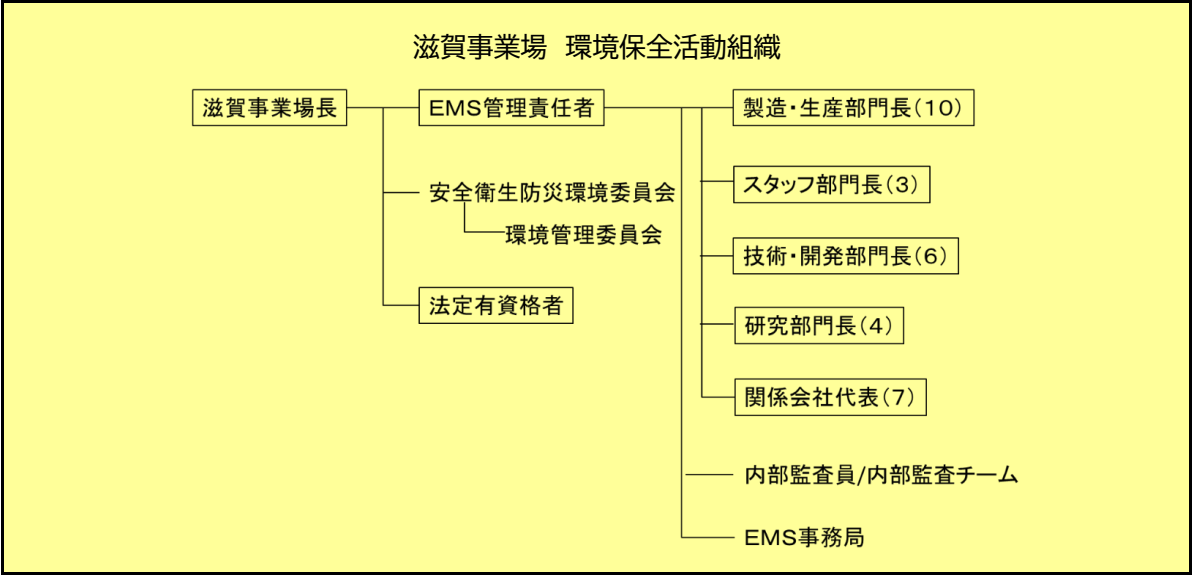 滋賀事業場　環境保全活動組織
滋賀事業場長
EMS管理責任者
製造・生産部門長(10)
安全衛生防災環境委員会
スタッフ部門長(3)
環境管理委員会
技術・開発部門長(6)
法定有資格者
研究部門長(4)
関係会社代表(7)
内部監査員/内部監査チーム
EMS事務局